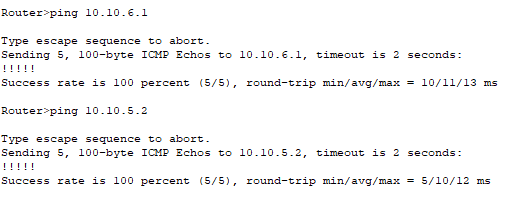 Router>ping 10.10.6.1
Type escape sequence to abort.
Sending 5, 100-byte ICMP Echos to 10.10.6.1, timeout is 2 seconds:
!!!!!
Success rate is 100 percent (5/5), round-trip min/avg/max = 10/11/13 ms
Router>ping 10.10.5.2
Type escape sequence to abort.
Sending 5, 100-byte ICMP Echos to 10.10.5.2, timeout is 2 seconds:
!!!!!
Success rate is 100 percent (5/5), round-trip min/avg/max = 5/10/12 ms